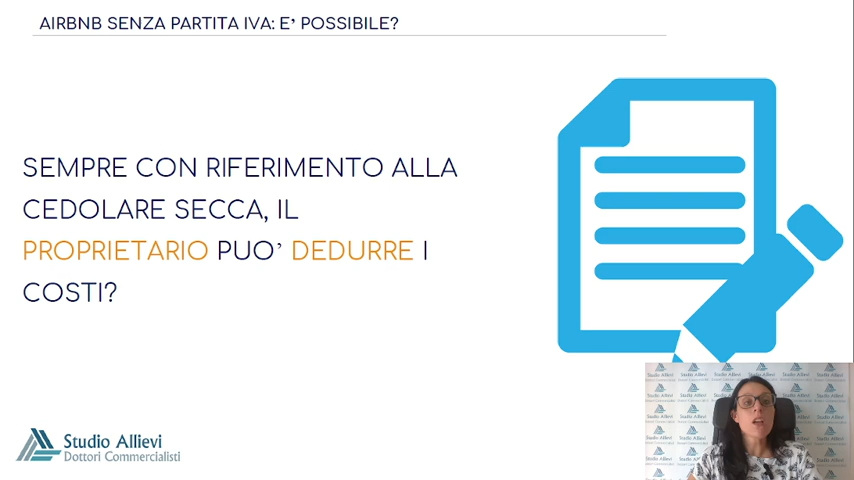 AIRBNB SENZA PARTITA IVA: E’ POSSIBILE?
SEMPRE CON RIFERIMENTO ALLA
CEDOLARE SECCA, IL
PROPRIETARIO PUO’ DEDURRE I
COSTI?
Studio Allievi
Dottori Commercialisti